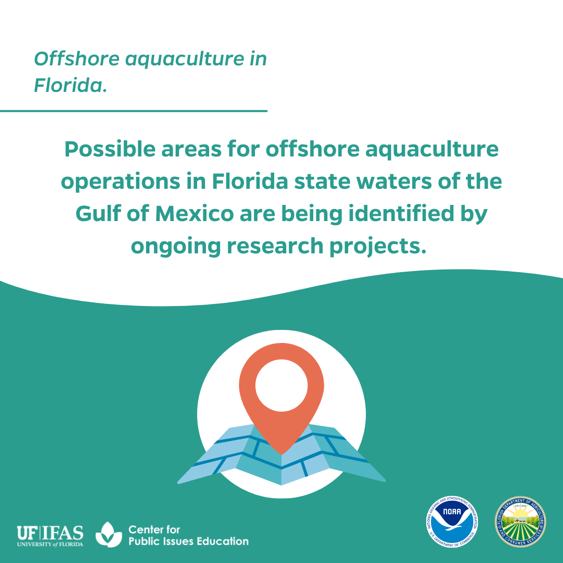 Offshore aquaculture in
Florida.
Possible areas for offshore aquaculture
operations in Florida state waters of the
Gulf of Mexico are being identified by
ongoing research projects.
UF|IFAS
UNIVERSITY of FLORIDA
Center for
Public Issues Education
NOAA